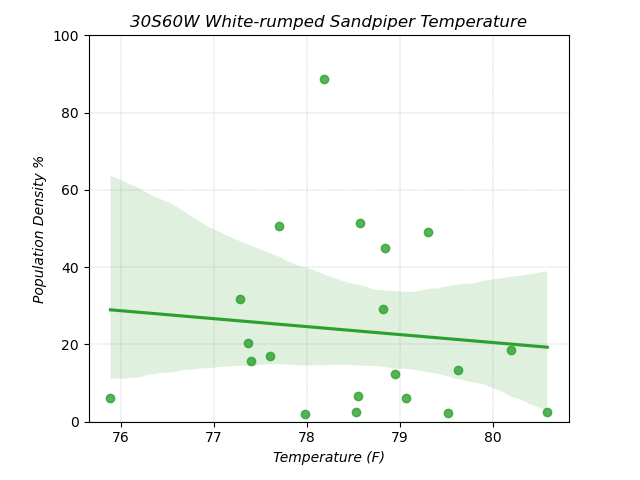 30S60W White-rumped Sandpiper Temperature
100
80
60
40
20
0
Population Density %
76 77 78 79 80
Temperature (F)